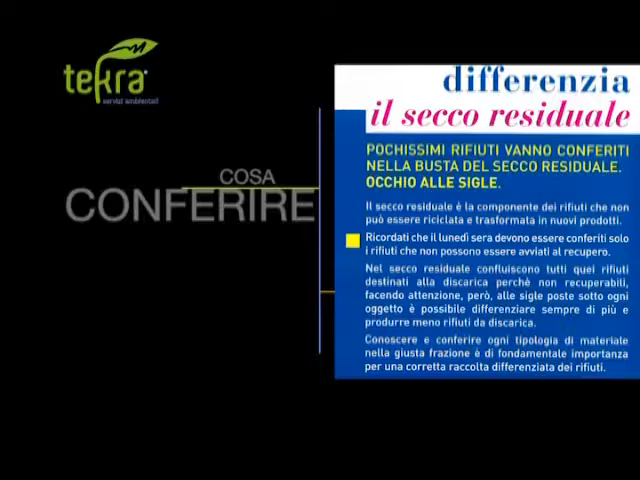 tekra
servizi ambientali
COSA
CONFERIRE
differenzia
il secco residuale
POCHISSIMI RIFIUTI VANNO CONFERITI
NELLA BUSTA DEL SECCO RESIDUALE.
OCCHIO ALLE SIGLE.
Il secco residuale è la componente dei rifiuti che non
può essere riciclata e trasformata in nuovi prodotti.
Ricordati che il lunedì sera devono essere conferiti solo
i rifiuti che non possono essere avviati al recupero.
Nel secco residuale confluiscono tutti quei rifiuti
destinati alla discarica perchè non recuperabili,
facendo attenzione, però, alle sigle poste sotto ogni
oggetto è possibile differenziare sempre di più e
produrre meno rifiuti da discarica.
Conoscere e conferire ogni tipologia di materiale
nella giusta frazione è di fondamentale importanza
per una corretta raccolta differenziata dei rifiuti.